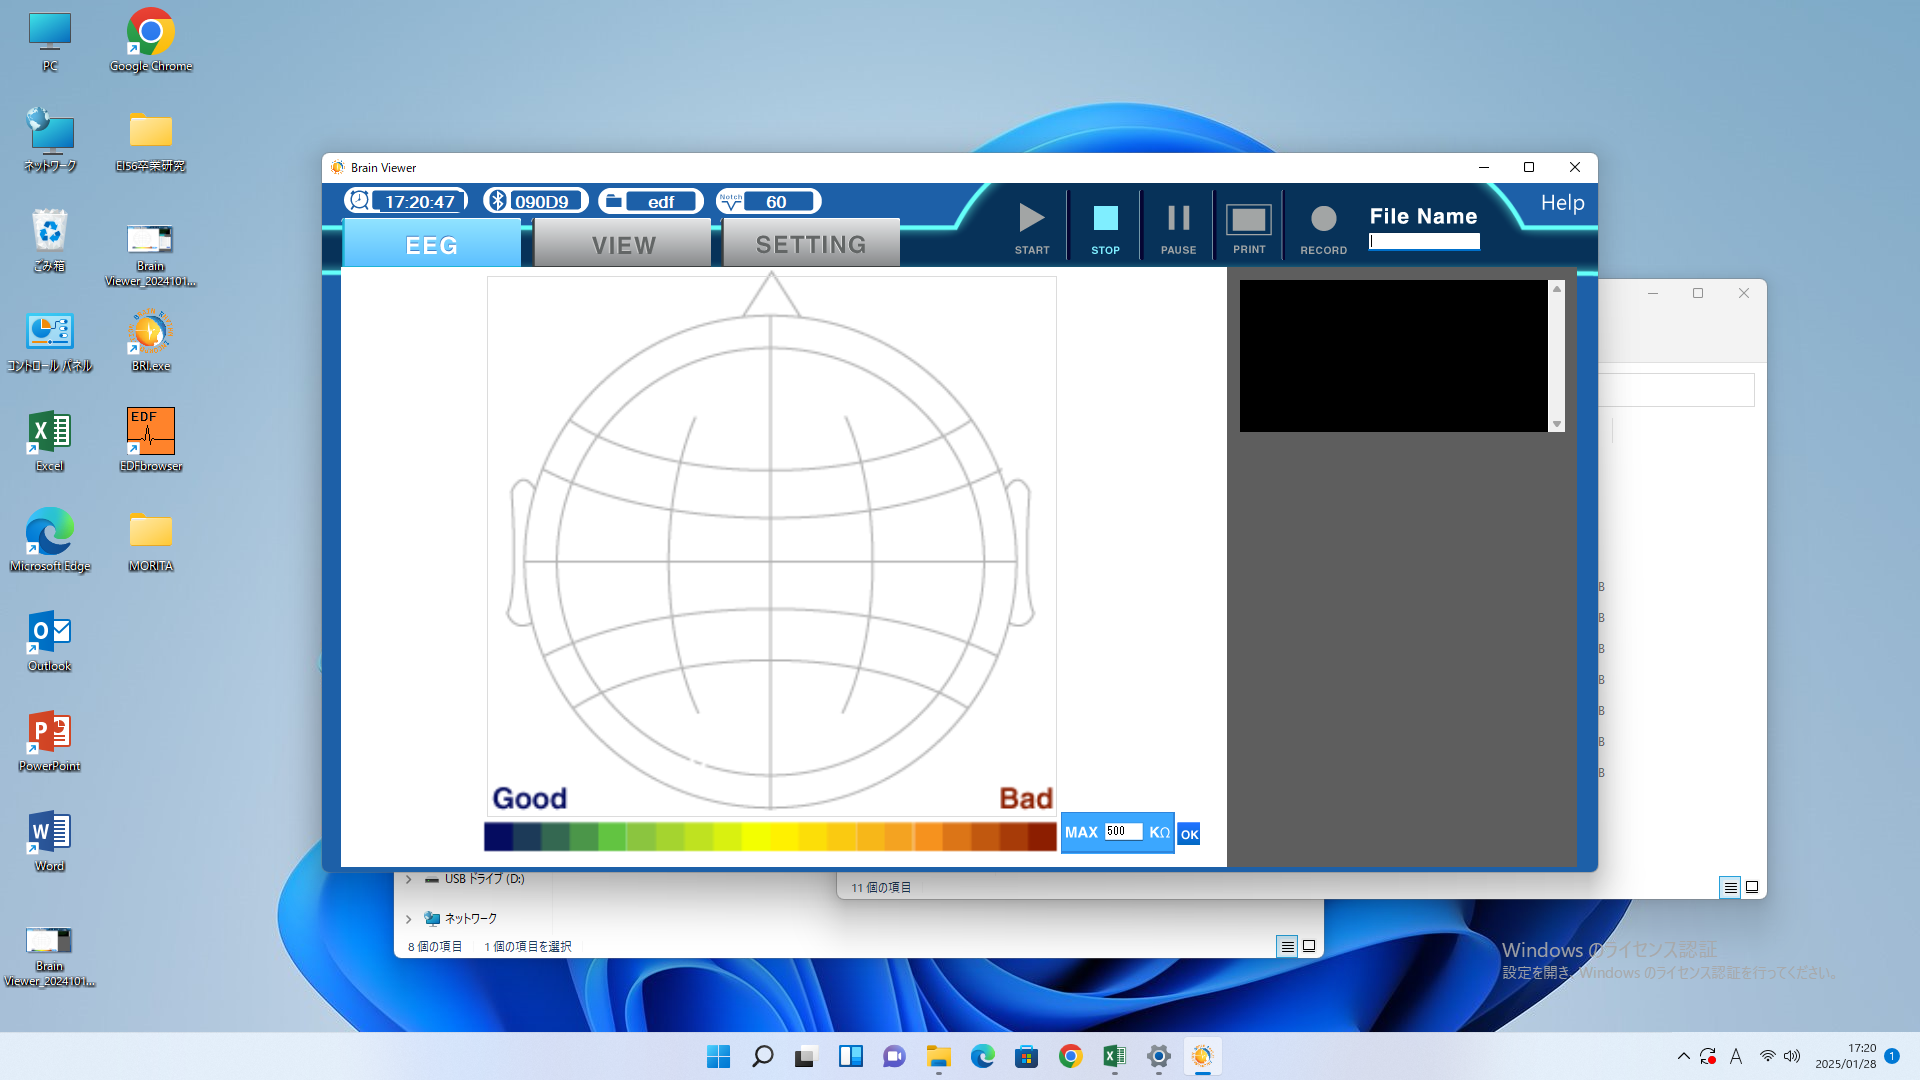 PC
Google Chrome
ネットワーク
EI56卒業研究
ごみ箱
Brain
Viewer_2024101...
コントロール パネル
BRI.exe
Excel
EDF
EDFbrowser
Microsoft Edge
MORITA
Outlook
PowerPoint
Word
Brain
Viewer_2024101...
Brain Viewer
17:20:47
090D9
edf
Notch
60
EEG
VIEW
SETTING
START
STOP
PAUSE
PRINT
RECORD
File Name
Help
Good
Bad
MAX 500 KΩ
OK
B
B
B
B
B
B
B
11 個の項目
USB ドライブ (D:)
ネットワーク
8 個の項目
1 個の項目を選択
Windows のライセンス認証
設定を開き、Windows のライセンス認証を行ってください。
A
17:20
2025/01/28
1